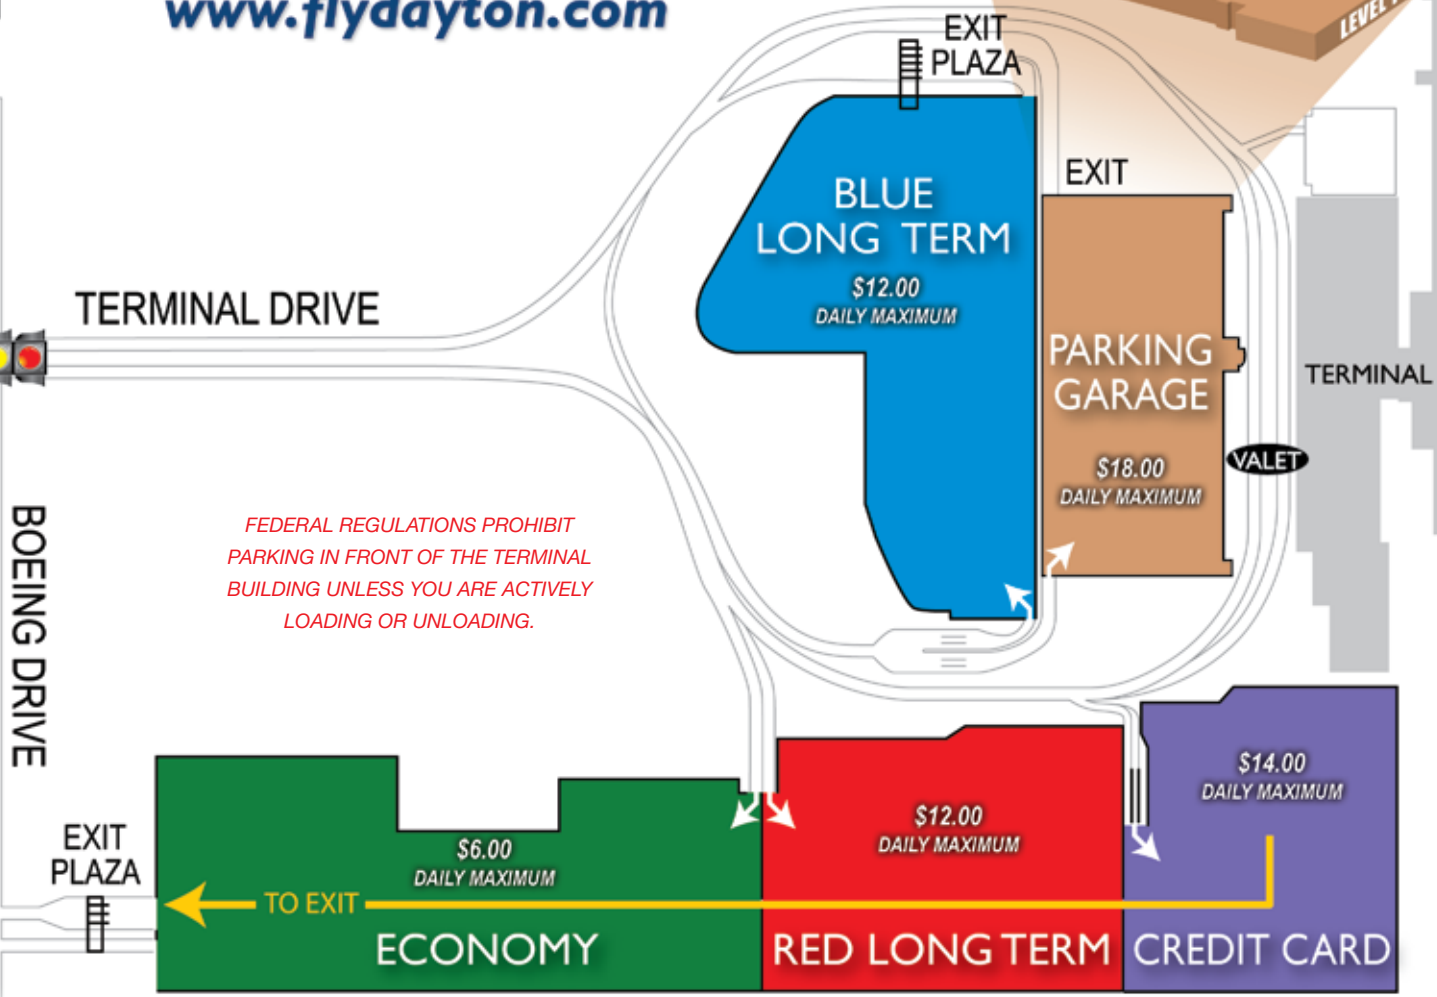 www.flydayton.com
LEVEL
EXIT
PLAZA
EXIT
BLUE
LONG TERM
$12.00
DAILY MAXIMUM
TERMINAL DRIVE
PARKING
GARAGE
$18.00
DAILY MAXIMUM
TERMINAL
VALET
BOEING DRIVE
FEDERAL REGULATIONS PROHIBIT
PARKING IN FRONT OF THE TERMINAL
BUILDING UNLESS YOU ARE ACTIVELY
LOADING OR UNLOADING.
$14.00
DAILY MAXIMUM
$12.00
DAILY MAXIMUM
$6.00
DAILY MAXIMUM
EXIT
PLAZA
TO EXIT
ECONOMY
RED LONG TERM
CREDIT CARD